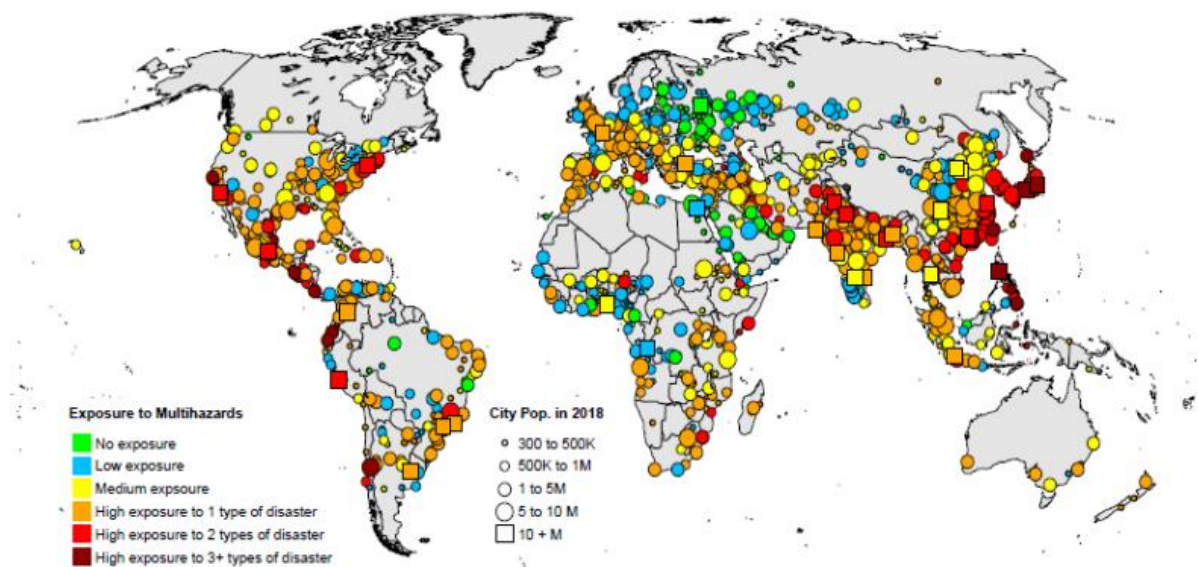 Exposure to Multihazards
No exposure
Low exposure
Medium expsoure
High exposure to 1 type of disaster
High exposure to 2 types of disaster
High exposure to 3+ types of disaster
City Pop. in 2018
300 to 500K
500K to 1M
1 to 5M
5 to 10 M
10 + M